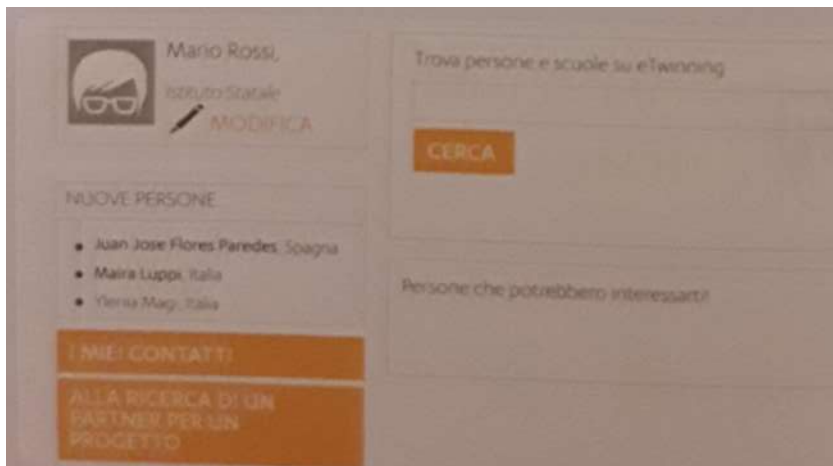 Mario Rossi,
Istituto Statale
MODIFICA
NUOVE PERSONE
Juan Jose Flores Paredes, Spagna
Maira Luppi, Italia
Ylenia Magi, Italia
I MIEI CONTATTI
ALLA RICERCA DI UN
PARTNER PER UN
PROGETTO
Trova persone e scuole su eTwinning
CERCA
Persone che potrebbero interessarti!